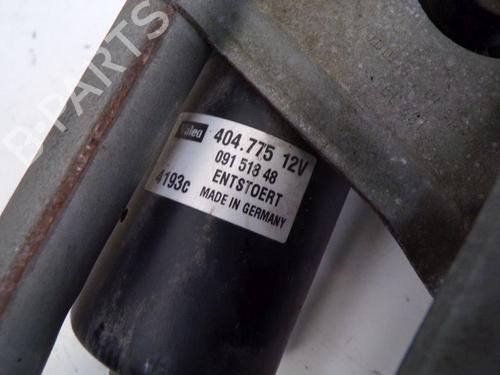 B-PARTS
Valeo
404.775 12V
091 518 48
4193c ENTSTOERT
MADE IN GERMANY